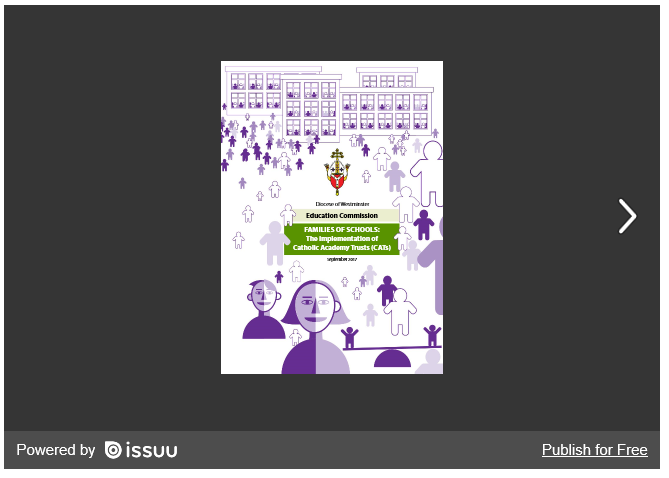 Diocese of Westminster
Education Commission
FAMILIES OF SCHOOLS:
The Implementation of
Catholic Academy Trusts (CATs)
September 2017
Powered by issuu
Publish for Free